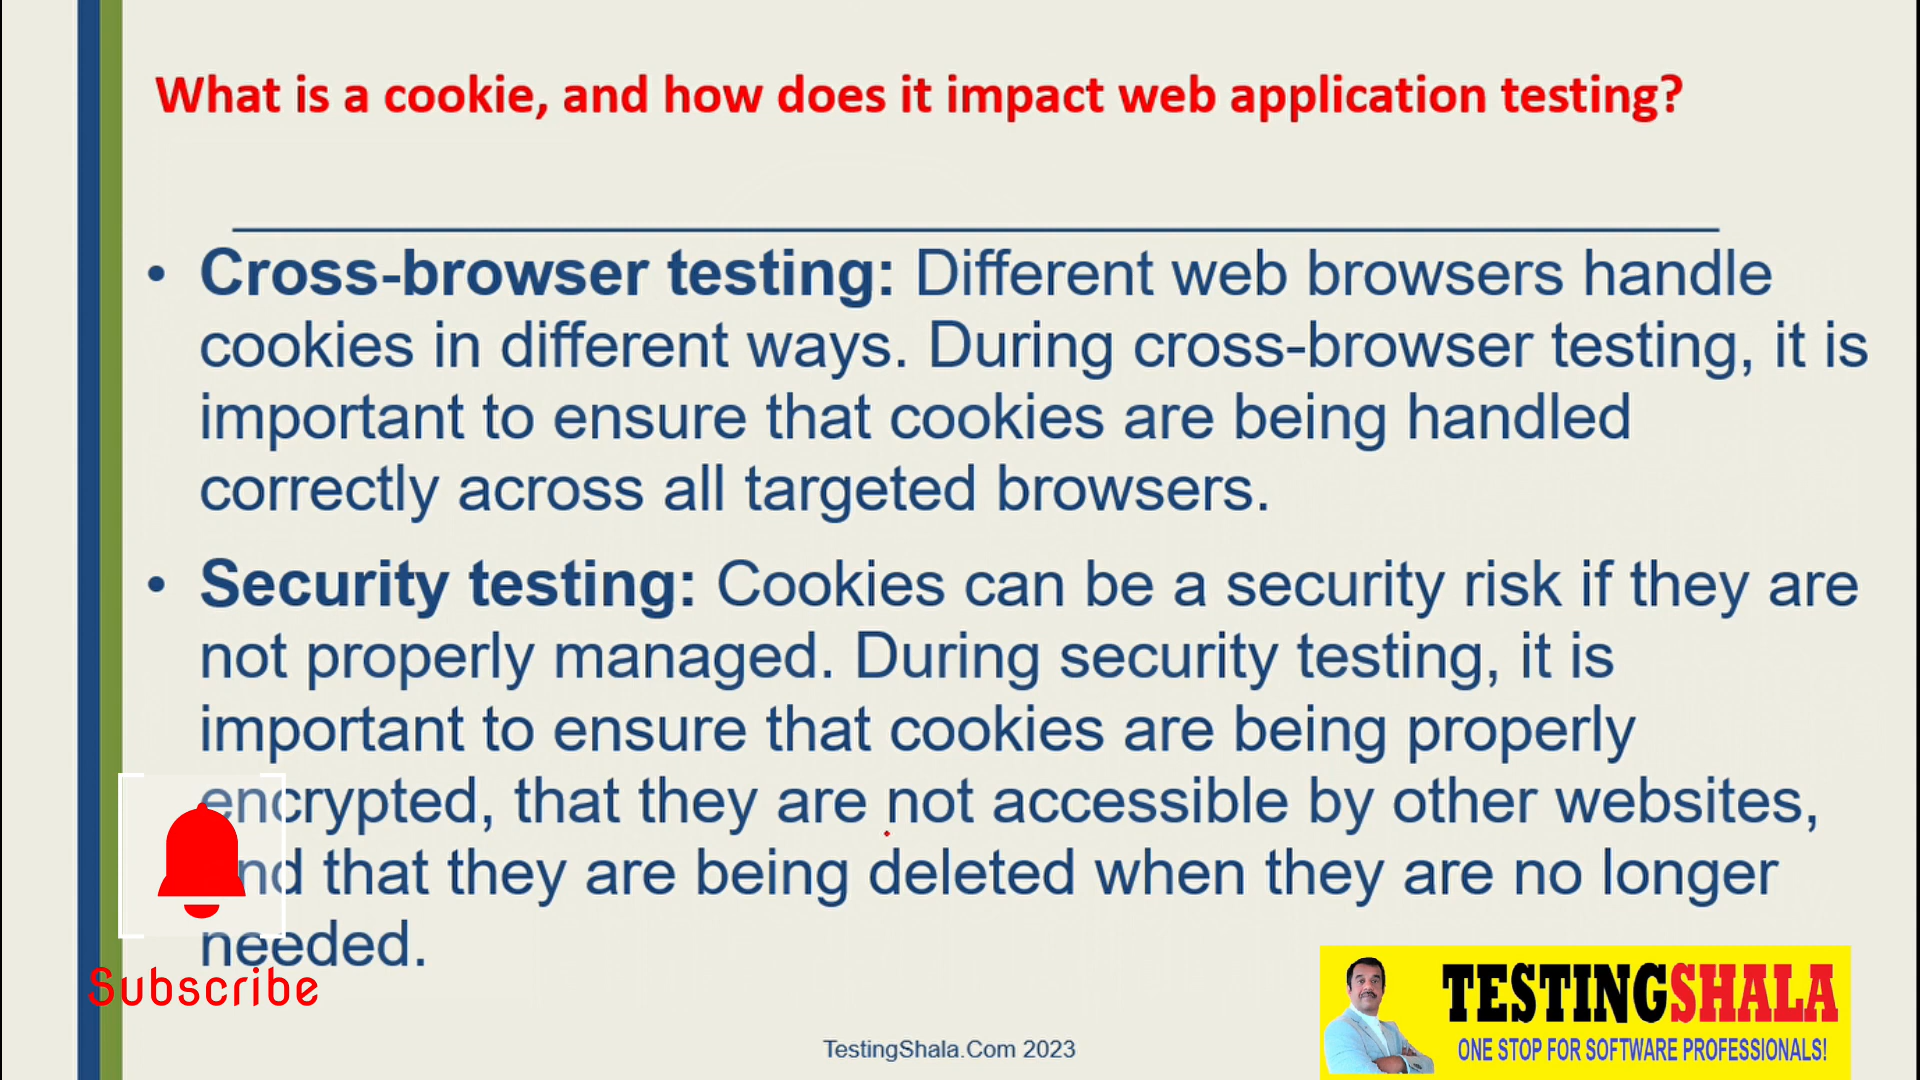 What is a cookie, and how does it impact web application testing?
• Cross-browser testing: Different web browsers handle
cookies in different ways. During cross-browser testing, it is
important to ensure that cookies are being handled
correctly across all targeted browsers.
• Security testing: Cookies can be a security risk if they are
not properly managed. During security testing, it is
important to ensure that cookies are being properly
encrypted, that they are not accessible by other websites,
and that they are being deleted when they are no longer
needed.
Subscribe
TestingShala.Com 2023
TESTINGSHALA
ONE STOP FOR SOFTWARE PROFESSIONALS!